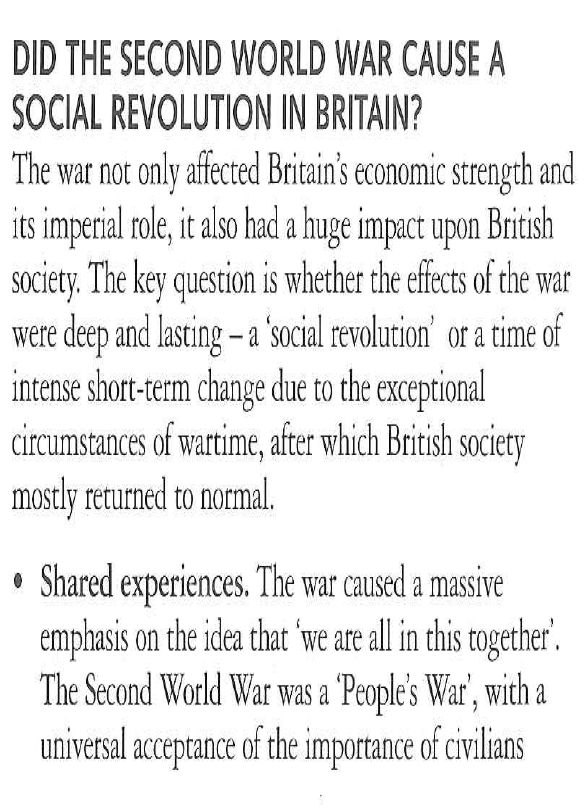 DID THE SECOND WORLD WAR CAUSE A
SOCIAL REVOLUTION IN BRITAIN?
The war not only affected Britain's economic strength and
its imperial role, it also had a huge impact upon British
society. The key question is whether the effects of the war
were deep and lasting – a 'social revolution' or a time of
intense short-term change due to the exceptional
circumstances of wartime, after which British society
mostly returned to normal.
• Shared experiences. The war caused a massive
emphasis on the idea that 'we are all in this together'.
The Second World War was a 'People's War', with a
universal acceptance of the importance of civilians